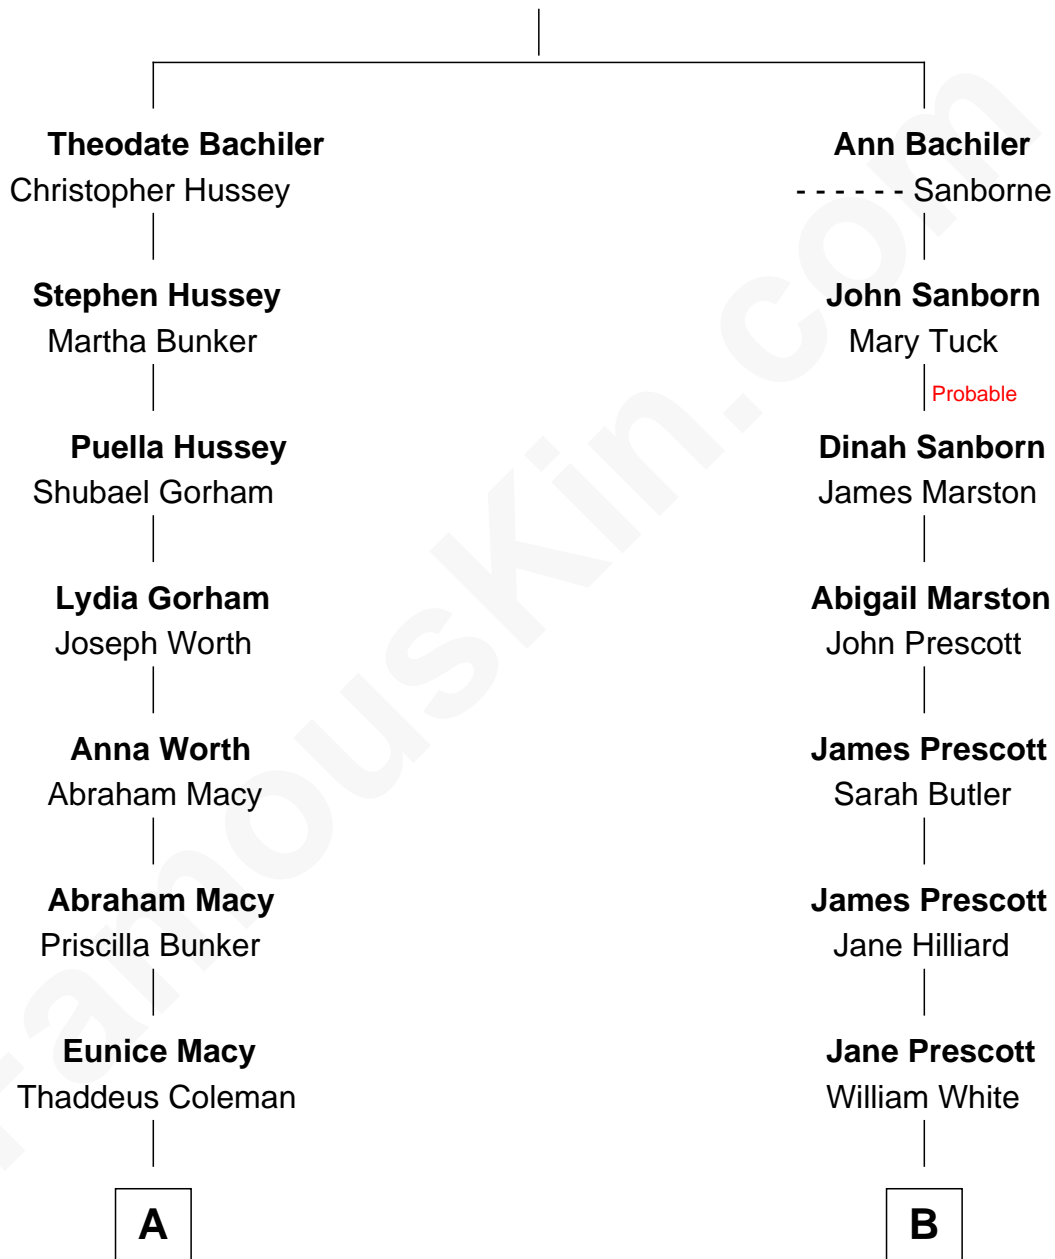 Theodate Bachiler
Christopher Hussey
Stephen Hussey
Martha Bunker
Puella Hussey
Shubael Gorham
Lydia Gorham
Joseph Worth
Anna Worth
Abraham Macy
Abraham Macy
Priscilla Bunker
Eunice Macy
Thaddeus Coleman
A
Ann Bachiler
- - - - - - Sanborne
John Sanborn
Mary Tuck
Probable
Dinah Sanborn
James Marston
Abigail Marston
John Prescott
James Prescott
Sarah Butler
James Prescott
Jane Hilliard
Jane Prescott
William White
B
FamousKin.com